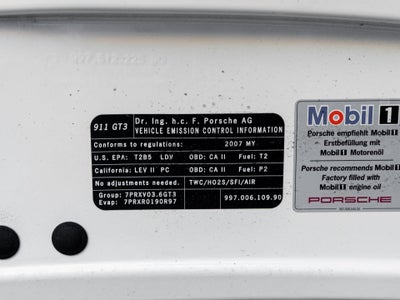 911 GT3
Dr. Ing. h.c. F. Porsche AG
VEHICLE EMISSION CONTROL INFORMATION
Conforms to regulations: 2007 MY
U.S. EPA: T2B5 LDV OBD: CA II Fuel: T2
California: LEV II PC OBD: CA II Fuel: P2
No adjustments needed. TWC/HO2S/SFI/AIR
Group: 7PRXV03.6GT3
Evap: 7PRXR0190R97
997.006.109.90
Mobil 1
Porsche empfiehlt Mobil 1
Erstbefüllung mit
Mobil 1 Motorenöl
Porsche recommends Mobil 1
Factory filled with
Mobil 1 engine oil
PORSCHE